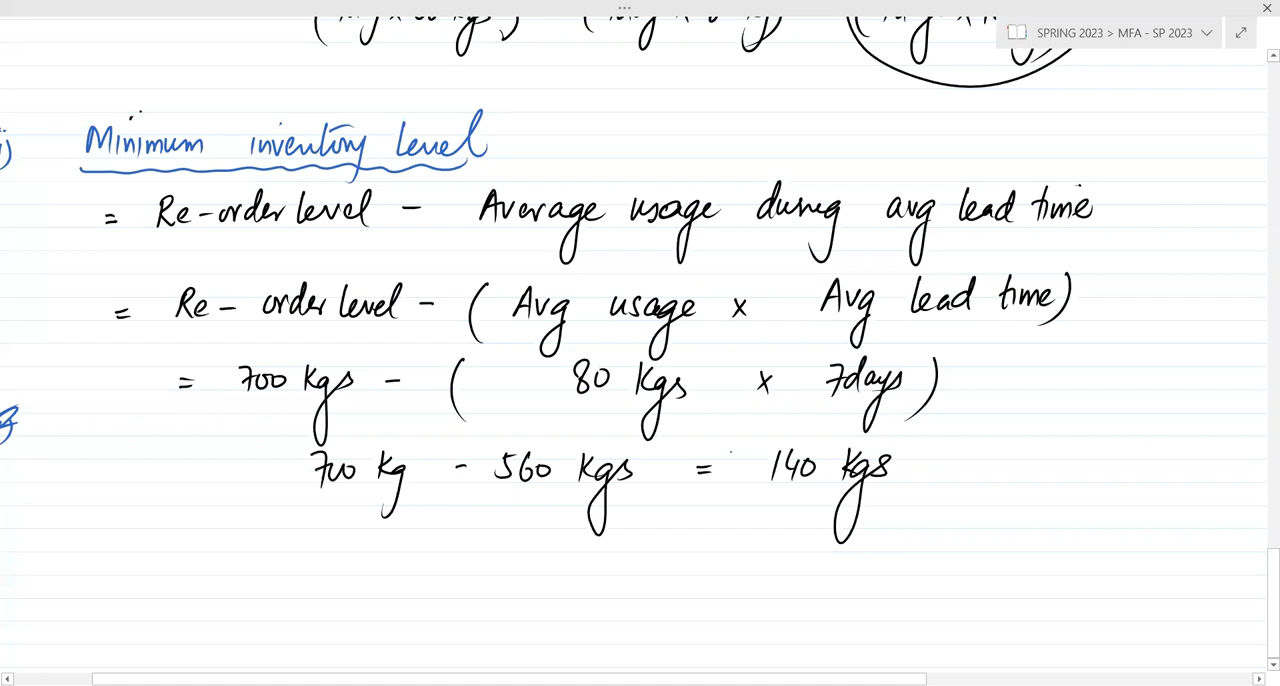 SPRING 2023 > MFA - SP 2023
Minimum inventory level
= Re-order level - Average usage during avg lead time
= Re-order level - ( Avg usage x Avg lead time)
= 700 Kgs - ( 80 Kgs x 7days )
700 Kg - 560 Kgs = 140 Kgs